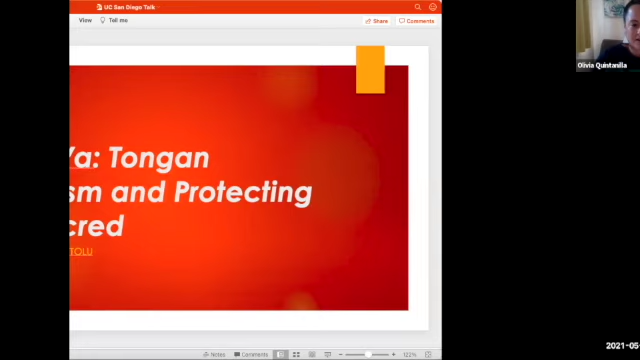 UC San Diego Talk
View Tell me Share Comments
Olivia Quintanilla
Va: Tongan
sm and Protecting
cred
TOLU
Notes Comments 122%
2021-05